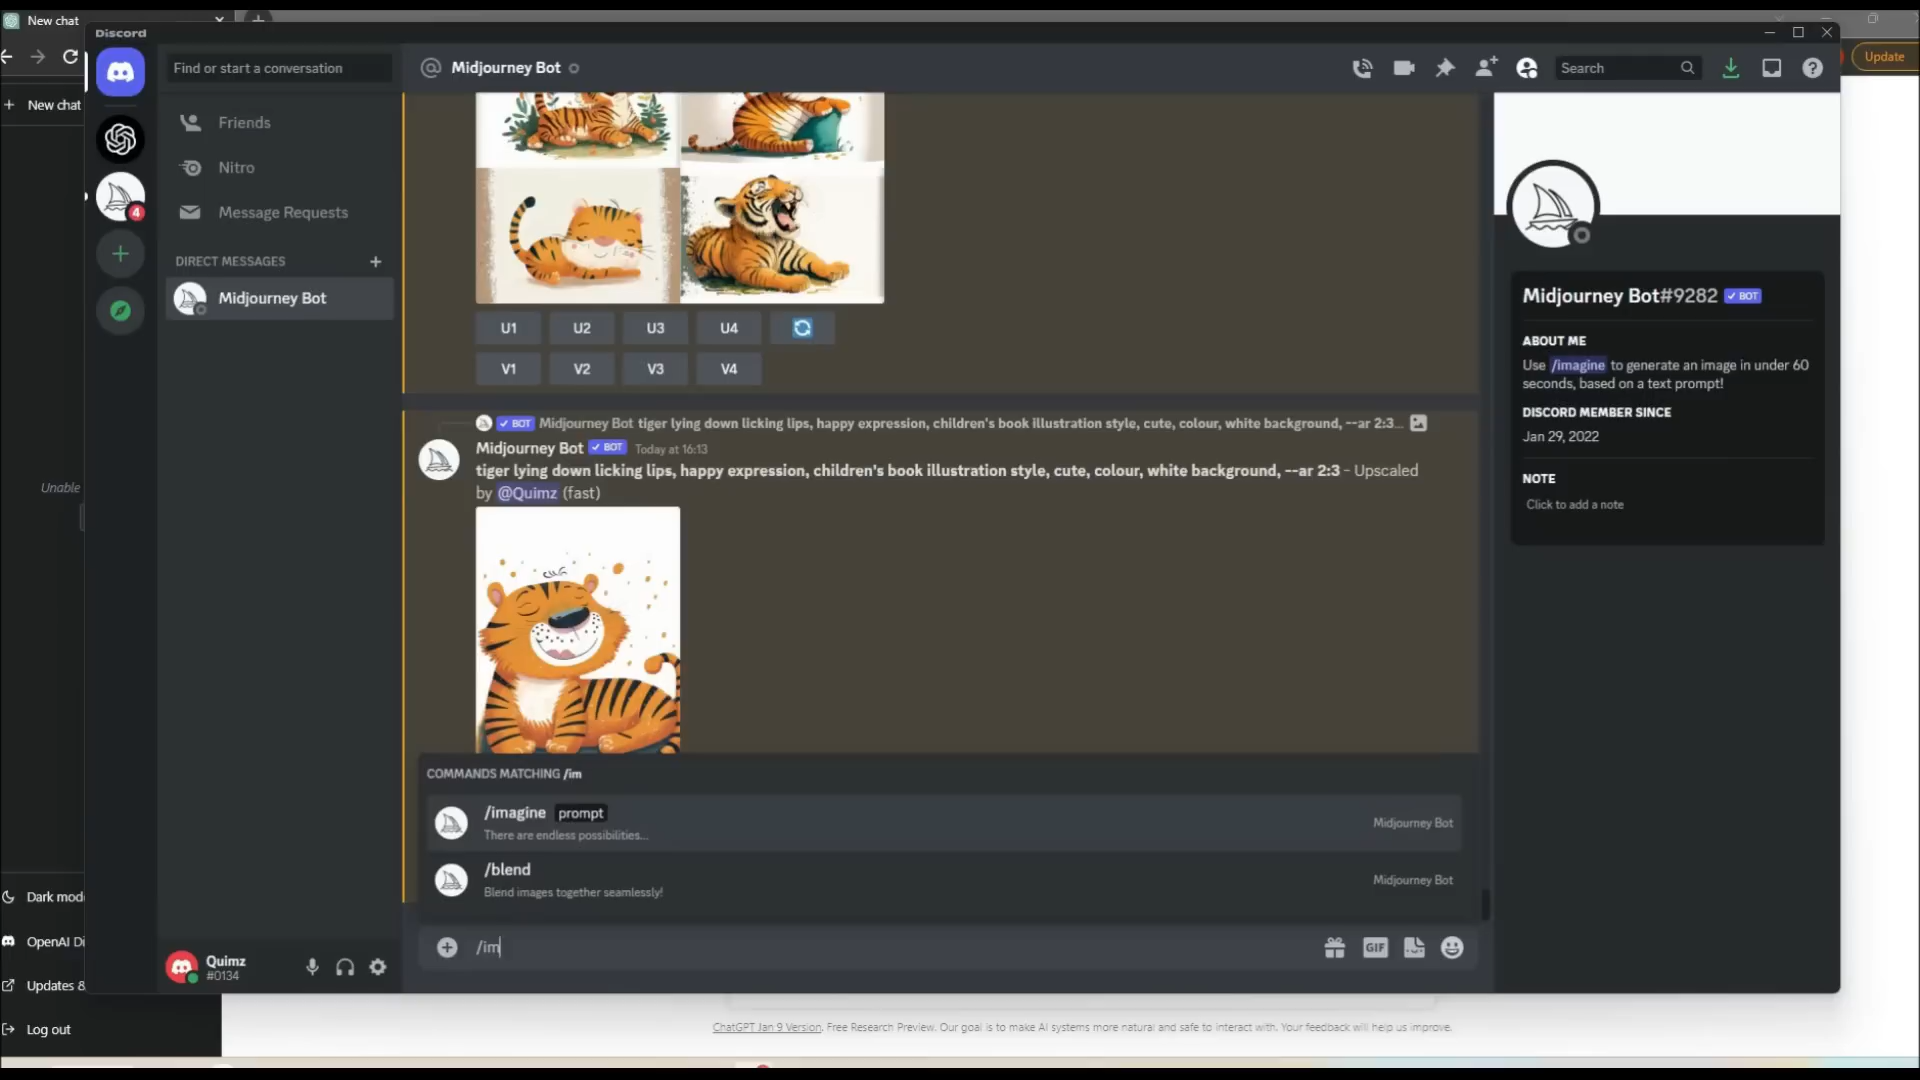 New chat
Discord
Update
New chat
Unable
Dark mod
OpenAI Di
Updates &
Log out
4
Find or start a conversation
Friends
Nitro
Message Requests
DIRECT MESSAGES
Midjourney Bot
Quimz
#0134
Midjourney Bot
Search
U1 U2 U3 U4
V1 V2 V3 V4
BOT Midjourney Bot tiger lying down licking lips, happy expression, children's book illustration style, cute, colour, white background, --ar 2:3...
Midjourney Bot BOT Today at 16:13
tiger lying down licking lips, happy expression, children's book illustration style, cute, colour, white background, --ar 2:3 - Upscaled
by @Quimz (fast)
COMMANDS MATCHING /im
/imagine prompt
There are endless possibilities...
Midjourney Bot
/blend
Blend images together seamlessly!
Midjourney Bot
/im
GIF
Midjourney Bot#9282 BOT
ABOUT ME
Use /imagine to generate an image in under 60
seconds, based on a text prompt!
DISCORD MEMBER SINCE
Jan 29, 2022
NOTE
Click to add a note
ChatGPT Jan 9 Version. Free Research Preview. Our goal is to make AI systems more natural and safe to interact with. Your feedback will help us improve.